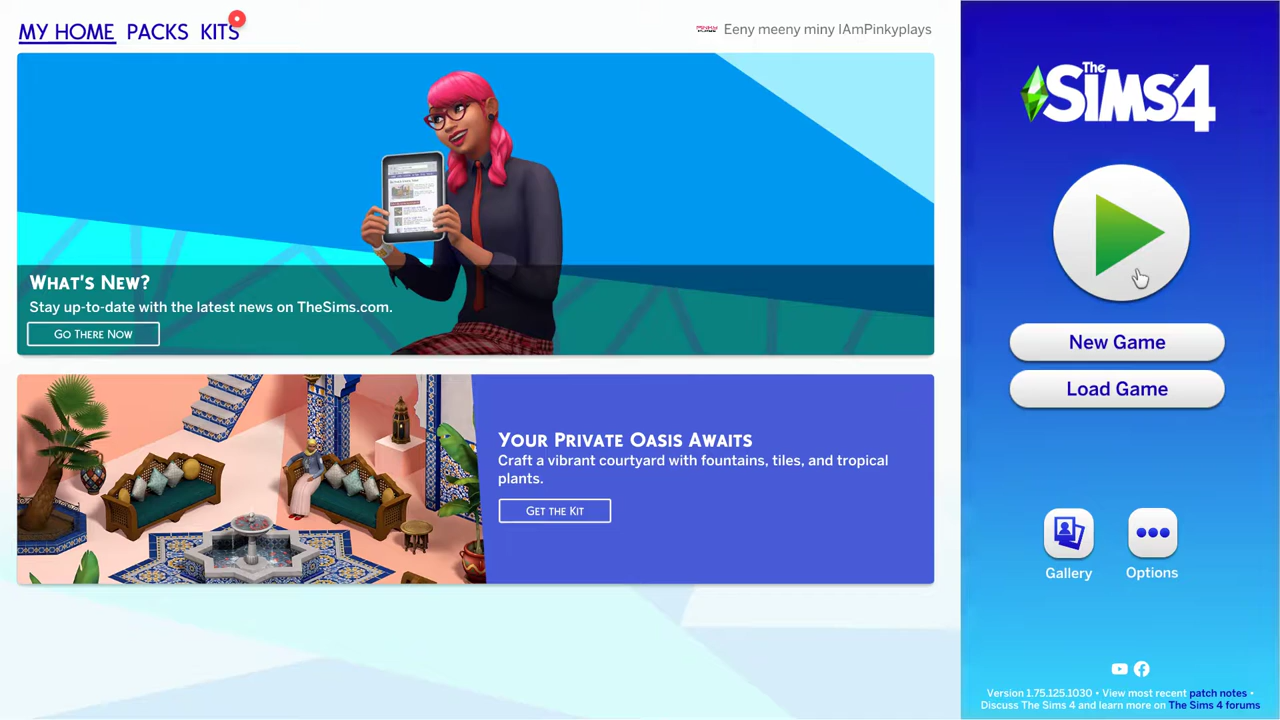 MY HOME PACKS KITS
Eeny meeny miny IAmPinkyplays
WHAT'S NEW?
Stay up-to-date with the latest news on TheSims.com.
GO THERE NOW
YOUR PRIVATE OASIS AWAITS
Craft a vibrant courtyard with fountains, tiles, and tropical
plants.
GET THE KIT
The SIMS 4
New Game
Load Game
Gallery Options
Version 1.75.125.1030 • View most recent patch notes •
Discuss The Sims 4 and learn more on The Sims 4 forums